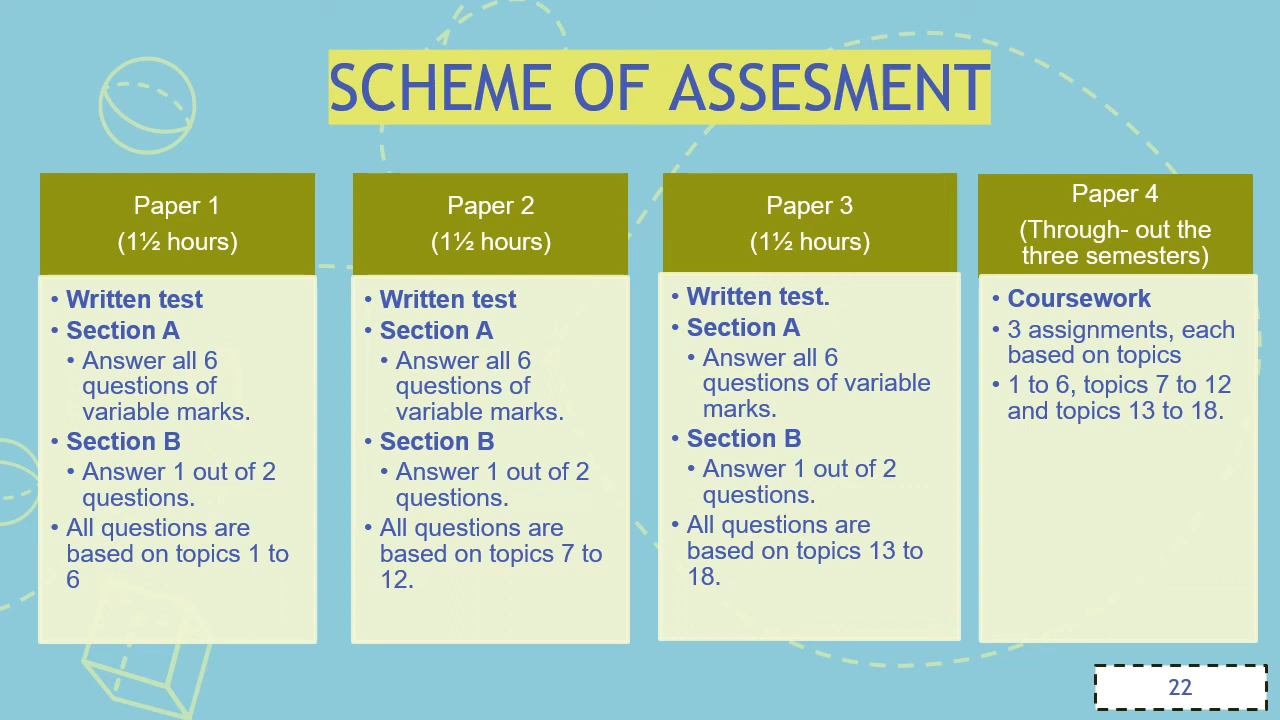 SCHEME OF ASSESMENT
Paper 1
(1½ hours)
• Written test
• Section A
• Answer all 6
questions of
variable marks.
• Section B
• Answer 1 out of 2
questions.
• All questions are
based on topics 1 to
6
Paper 2
(1½ hours)
• Written test
• Section A
• Answer all 6
questions of
variable marks.
• Section B
• Answer 1 out of 2
questions.
• All questions are
based on topics 7 to
12.
Paper 3
(1½ hours)
• Written test.
• Section A
• Answer all 6
questions of variable
marks.
• Section B
• Answer 1 out of 2
questions.
• All questions are
based on topics 13 to
18.
Paper 4
(Through- out the
three semesters)
• Coursework
• 3 assignments, each
based on topics
• 1 to 6, topics 7 to 12
and topics 13 to 18.
22